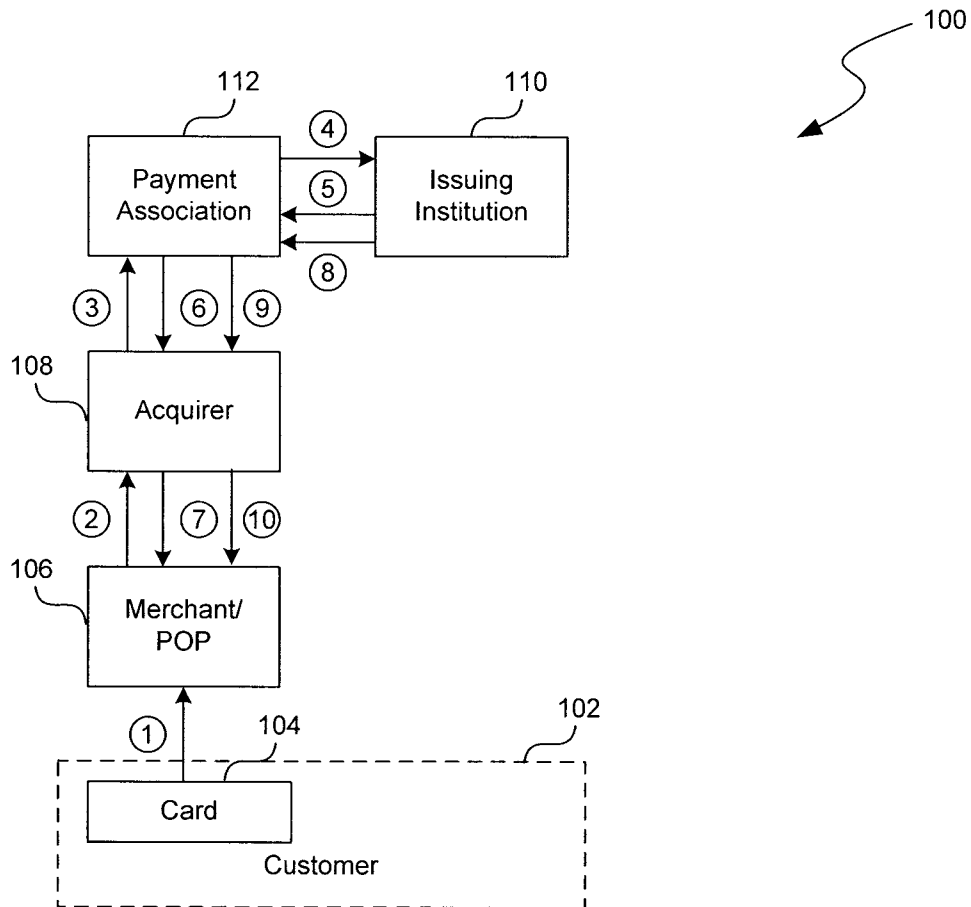 100
112
110
④
Payment
Association
Issuing
Institution
⑤
⑧
③
⑥
⑨
108
Acquirer
②
⑦
⑩
106
Merchant/
POP
①
104
102
Card
Customer